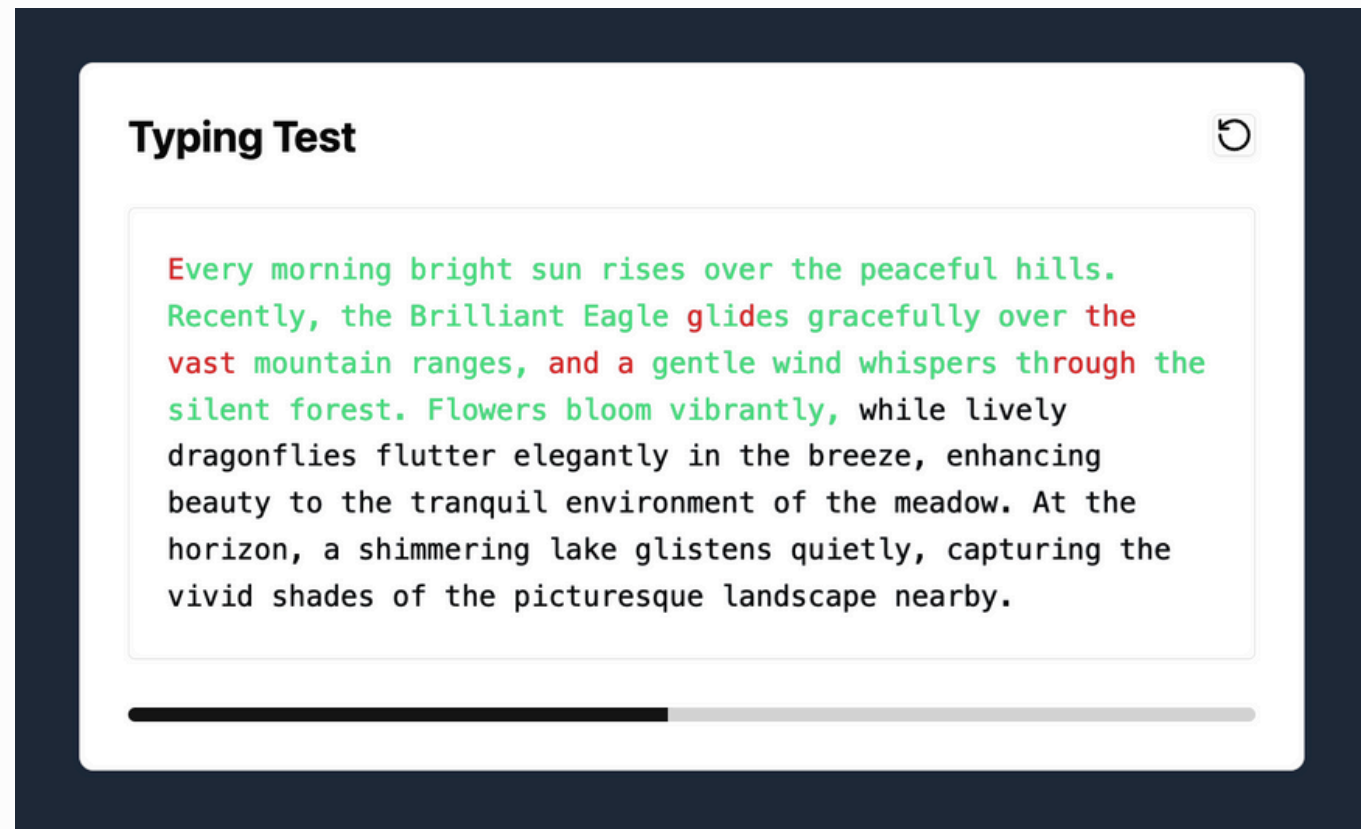 Typing Test
Every morning bright sun rises over the peaceful hills.
Recently, the Brilliant Eagle glides gracefully over the
vast mountain ranges, and a gentle wind whispers through the
silent forest. Flowers bloom vibrantly, while lively
dragonflies flutter elegantly in the breeze, enhancing
beauty to the tranquil environment of the meadow. At the
horizon, a shimmering lake glistens quietly, capturing the
vivid shades of the picturesque landscape nearby.